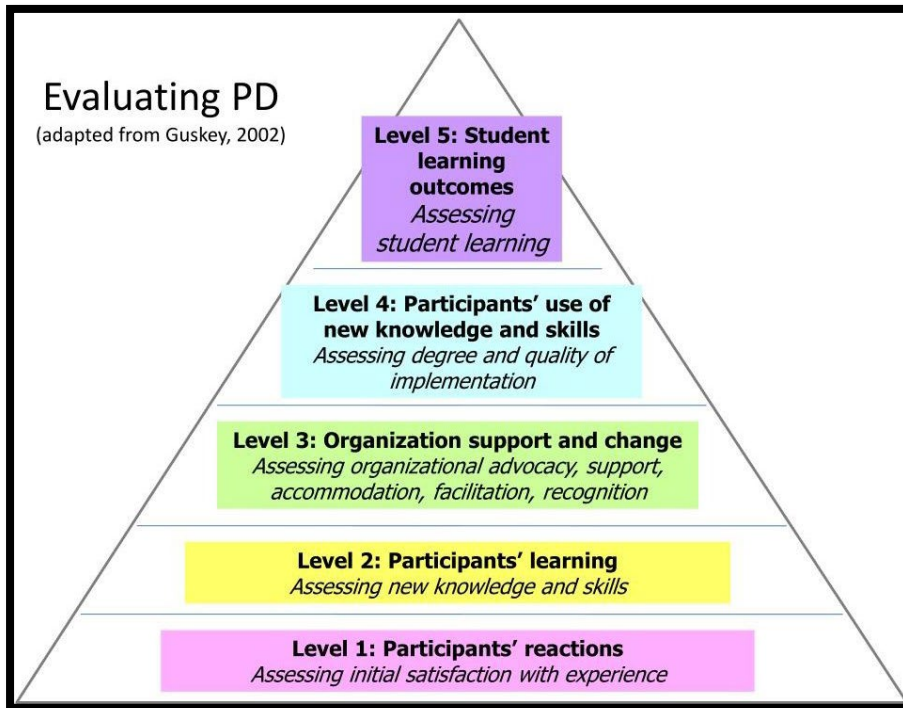 Evaluating PD
(adapted from Guskey, 2002)
Level 5: Student
learning
outcomes
Assessing
student learning
Level 4: Participants’ use of
new knowledge and skills
Assessing degree and quality of
implementation
Level 3: Organization support and change
Assessing organizational advocacy, support,
accommodation, facilitation, recognition
Level 2: Participants’ learning
Assessing new knowledge and skills
Level 1: Participants’ reactions
Assessing initial satisfaction with experience